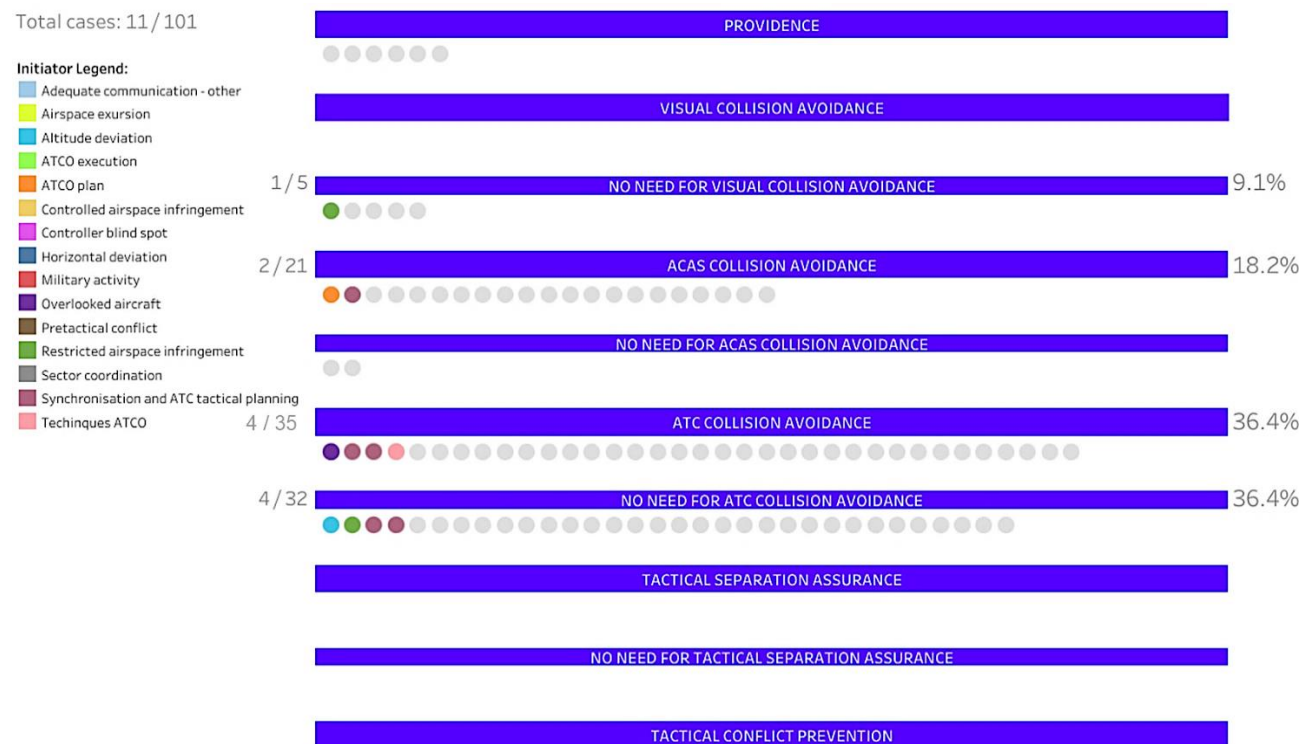 Total cases: 11 / 101
Initiator Legend:
Adequate communication - other
Airspace exursion
Altitude deviation
ATCO execution
ATCO plan
Controlled airspace infringement
Controller blind spot
Horizontal deviation
Military activity
Overlooked aircraft
Pretactical conflict
Restricted airspace infringement
Sector coordination
Synchronisation and ATC tactical planning
Techinques ATCO
PROVIDENCE
VISUAL COLLISION AVOIDANCE
1 / 5 NO NEED FOR VISUAL COLLISION AVOIDANCE 9.1%
2 / 21 ACAS COLLISION AVOIDANCE 18.2%
NO NEED FOR ACAS COLLISION AVOIDANCE
4 / 35 ATC COLLISION AVOIDANCE 36.4%
4 / 32 NO NEED FOR ATC COLLISION AVOIDANCE 36.4%
TACTICAL SEPARATION ASSURANCE
NO NEED FOR TACTICAL SEPARATION ASSURANCE
TACTICAL CONFLICT PREVENTION